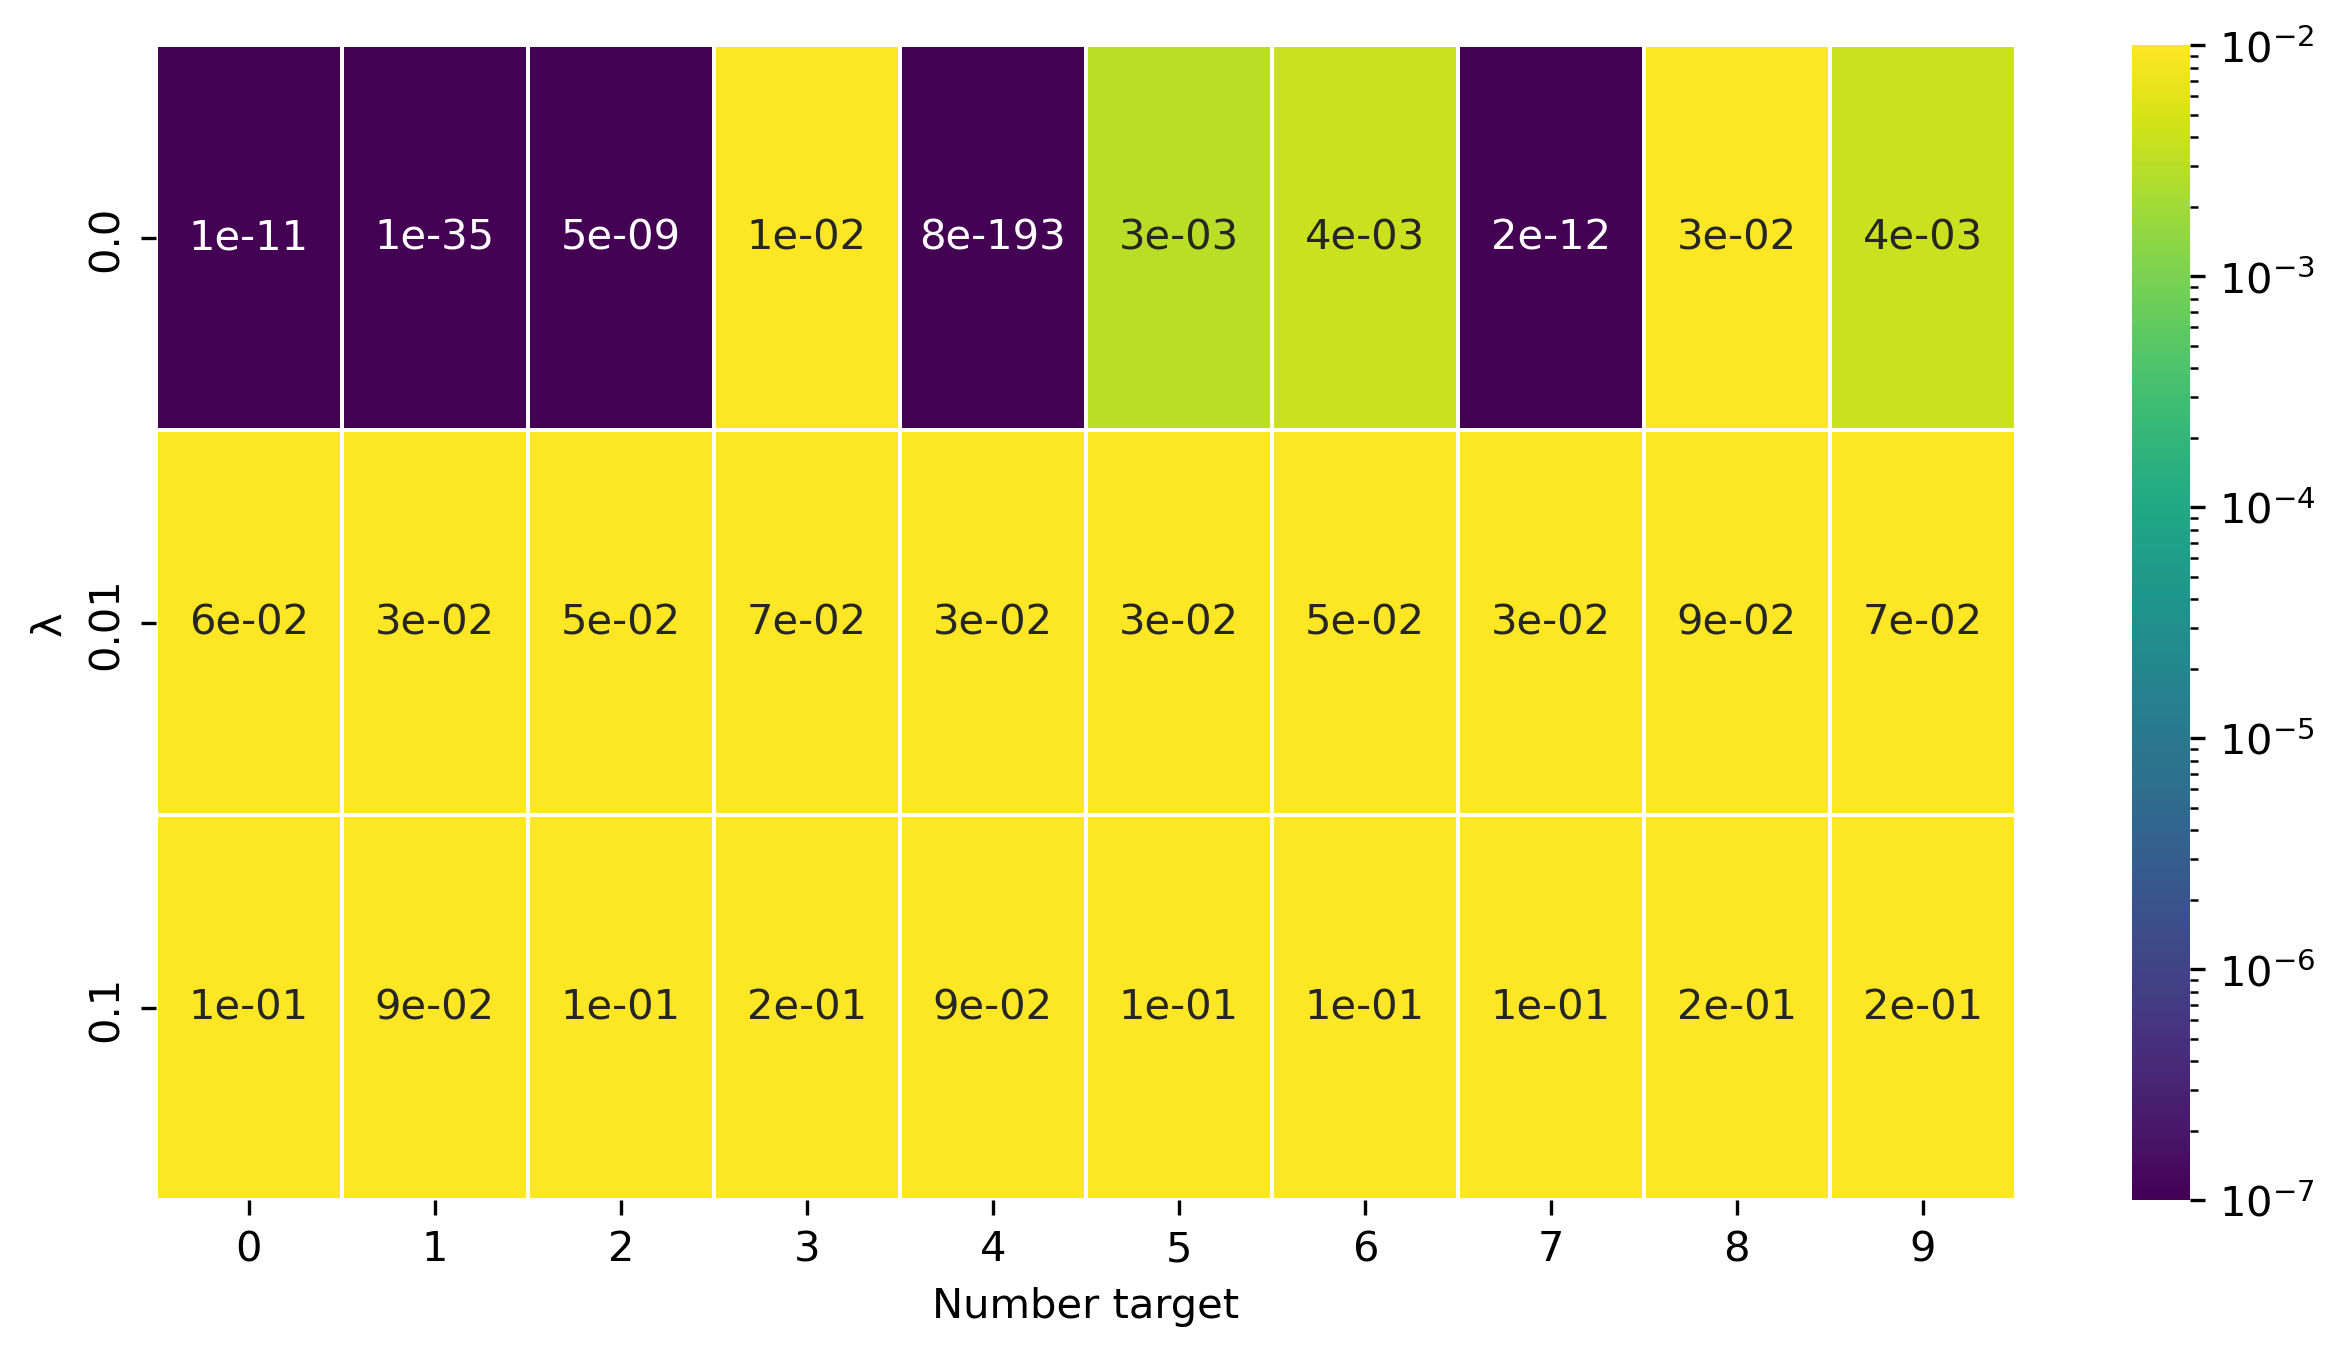 0.0 1e-11 1e-35 5e-09 1e-02 8e-193 3e-03 4e-03 2e-12 3e-02 4e-03
0.01 6e-02 3e-02 5e-02 7e-02 3e-02 3e-02 5e-02 3e-02 9e-02 7e-02
λ
0.1 1e-01 9e-02 1e-01 2e-01 9e-02 1e-01 1e-01 1e-01 2e-01 2e-01
0 1 2 3 4 5 6 7 8 9
Number target
10⁻²
10⁻³
10⁻⁴
10⁻⁵
10⁻⁶
10⁻⁷